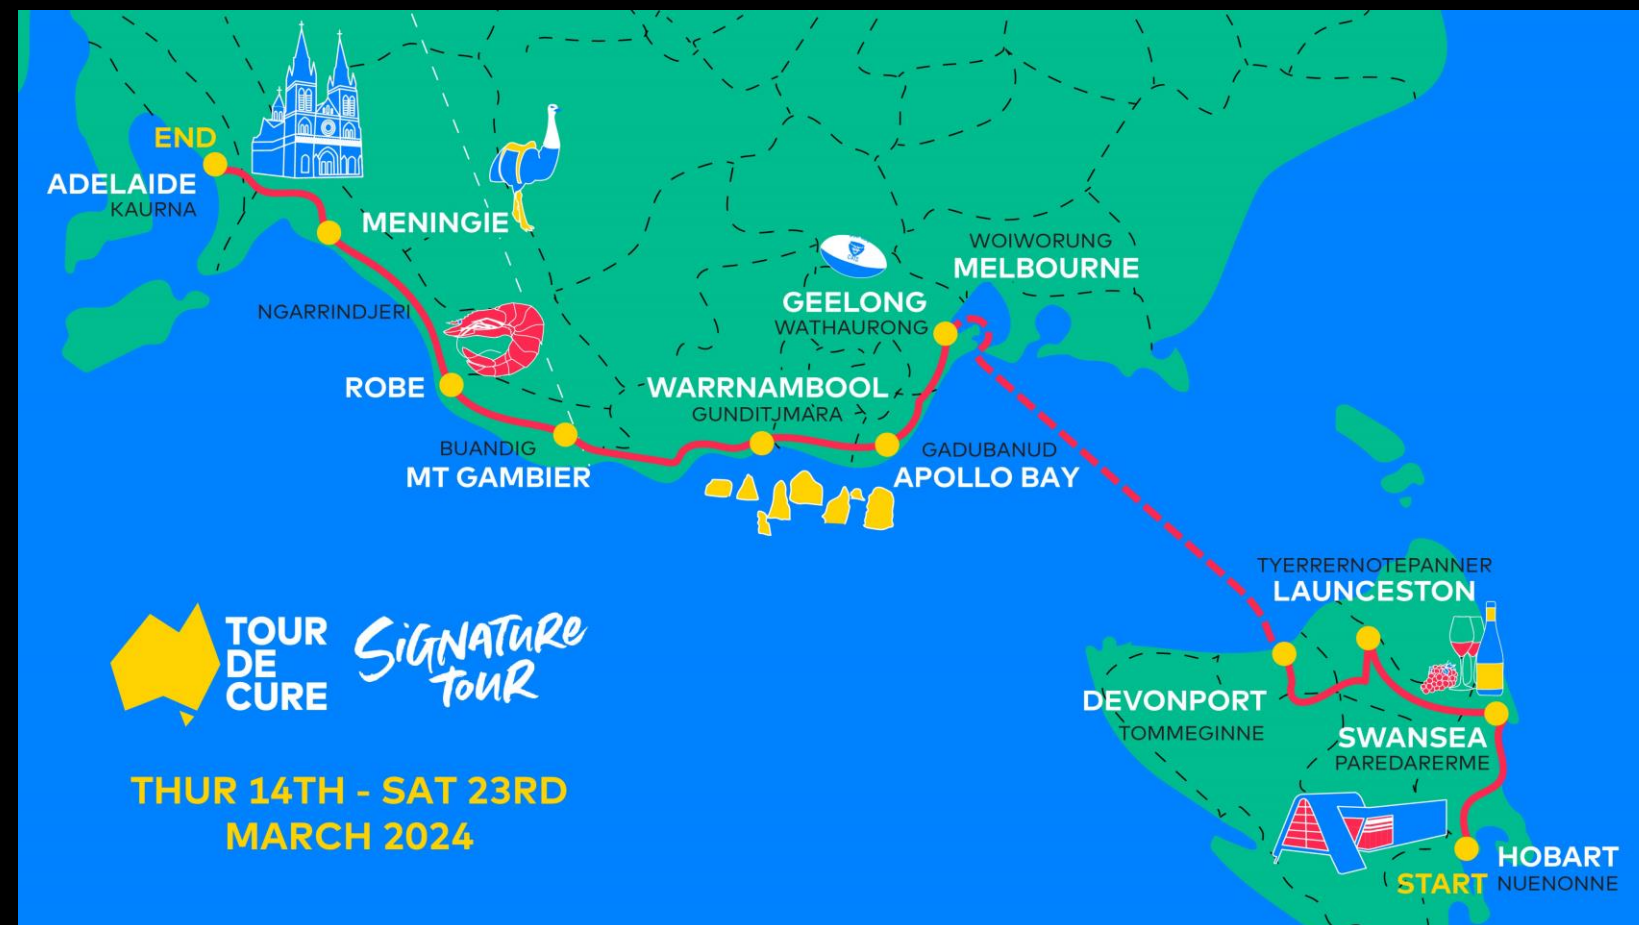 END
ADELAIDE
KAURNA
MENINGIE
NGARRINDJERI
ROBE
BUANDIG
MT GAMBIER
WARRNAMBOOL
GUNDITJMARA
GEELONG
WATHAURONG
WOIWORUNG
MELBOURNE
GADUBANUD
APOLLO BAY
TYERRERNOTEPANNER
LAUNCESTON
DEVONPORT
TOMMEGINNE
SWANSEA
PAREDARERME
HOBART
START NUENONNE
TOUR
DE
CURE
SIGNATURE
TOUR
THUR 14TH - SAT 23RD
MARCH 2024